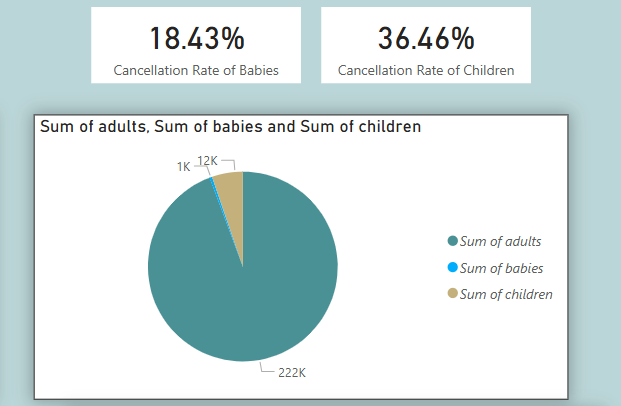 18.43%
Cancellation Rate of Babies
36.46%
Cancellation Rate of Children
Sum of adults, Sum of babies and Sum of children
1K
12K
222K
Sum of adults
Sum of babies
Sum of children